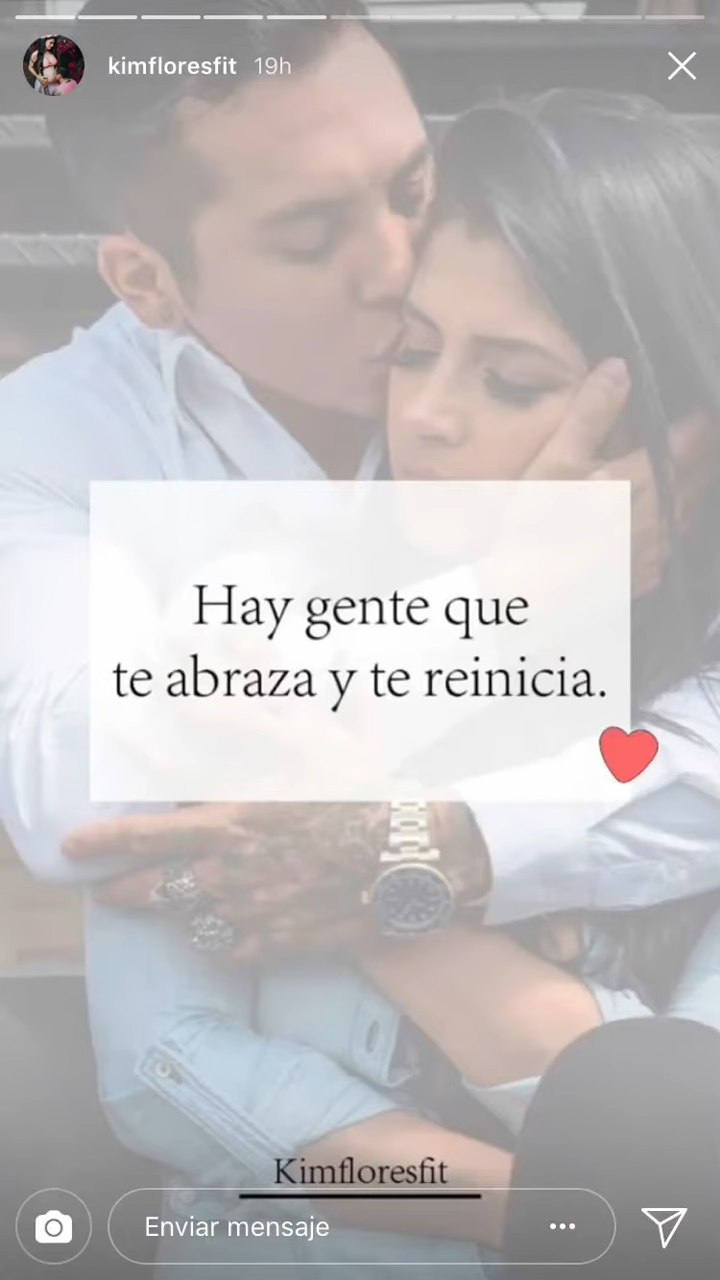 kimfloresfit 19h
Hay gente que
te abraza y te reinicia.
Kimfloresfit
Enviar mensaje